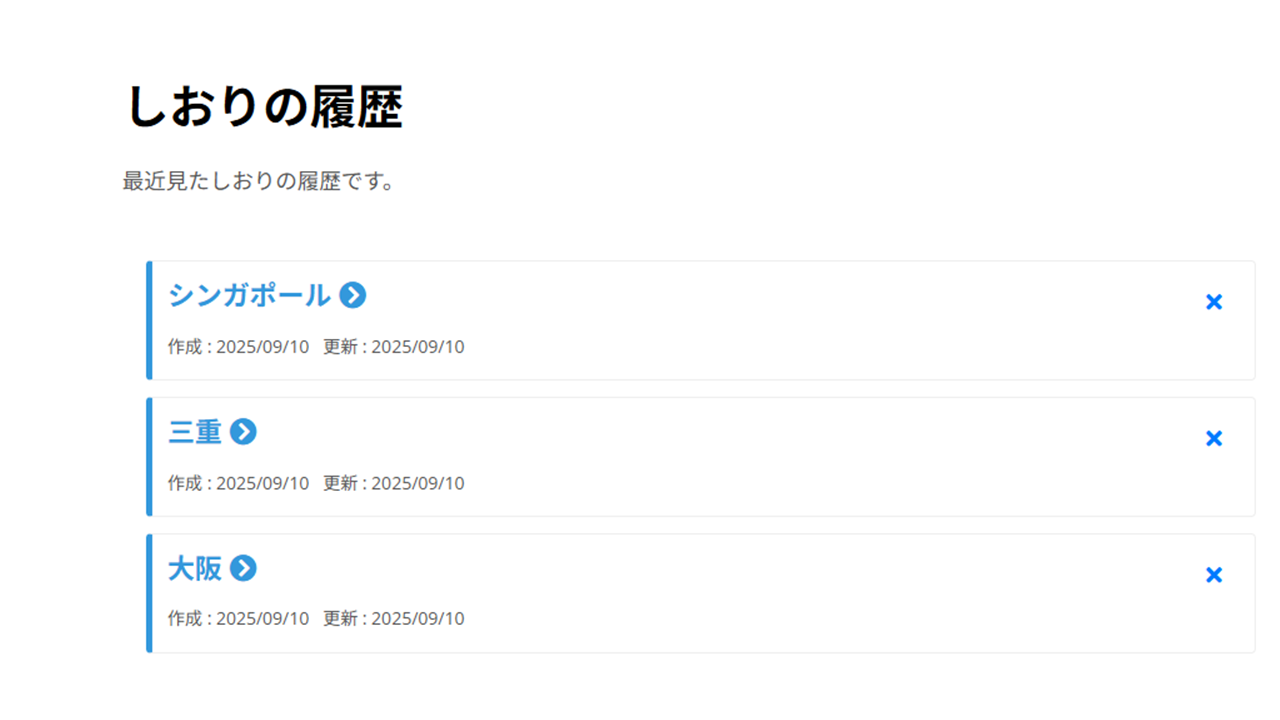 しおりの履歴
最近見たしおりの履歴です。
シンガポール
作成 : 2025/09/10 更新 : 2025/09/10
三重
作成 : 2025/09/10 更新 : 2025/09/10
大阪
作成 : 2025/09/10 更新 : 2025/09/10